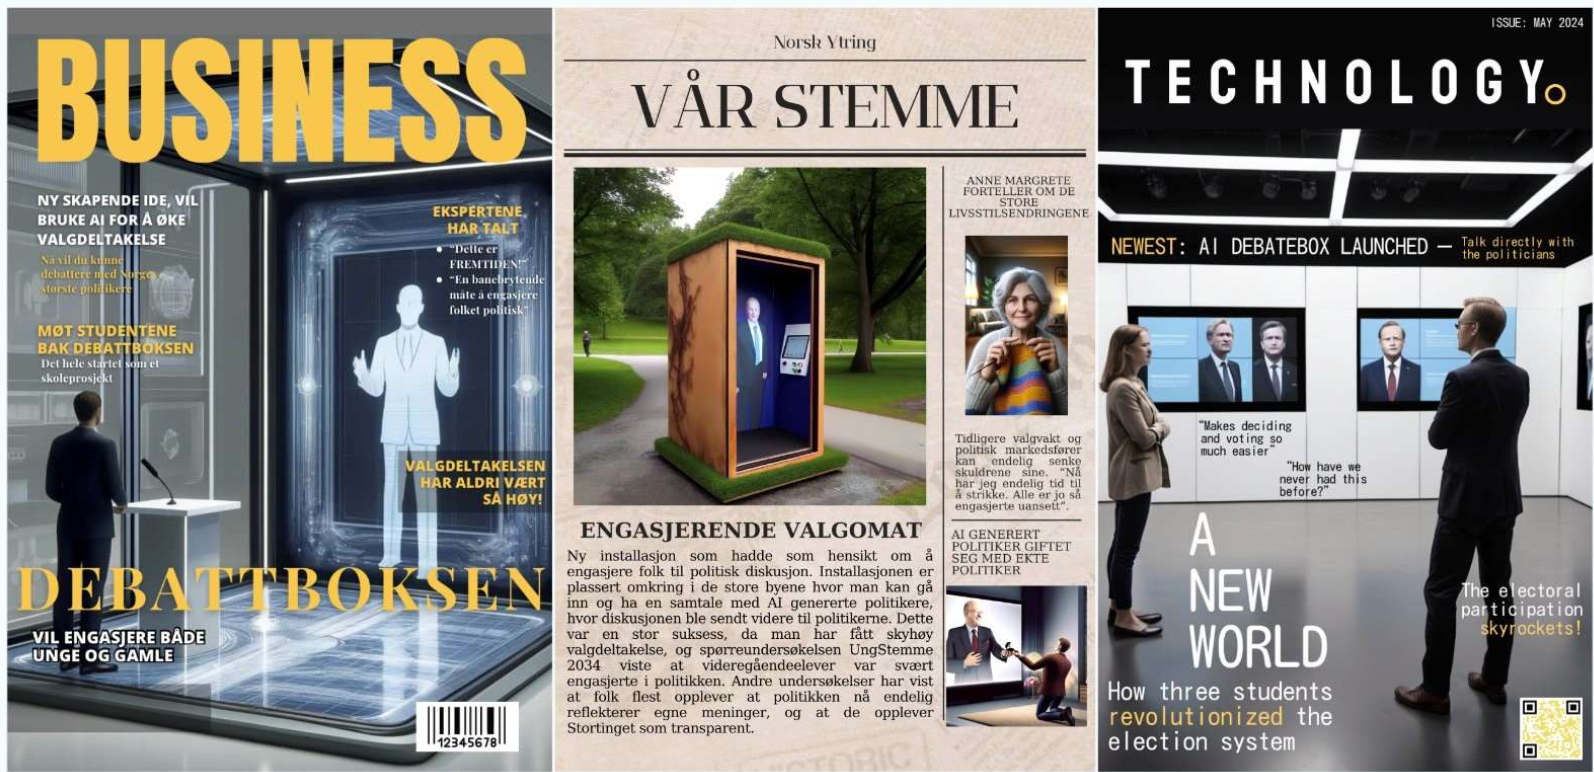 BUSINESS
NY SKAPENDE IDE, VIL
BRUKE AI FOR Å ØKE
VALGDELTAKELSE
Nå vil du kunne
debattere med Norges
største politikere
MØT STUDENTENE
BAK DEBATTBOKSEN
Det hele startet som et
skoleprosjekt
EKSPERTENE
HAR TALT
• "Dette er
FREMTIDEN!"
• "En banebrytende
måte å engasjere
folket politisk"
VALGDELTAKELSEN
HAR ALDRI VÆRT
SÅ HØY!
DEBATTBOKSEN
VIL ENGASJERE BÅDE
UNGE OG GAMLE
12345678
Norsk Ytring
VÅR STEMME
ENGASJERENDE VALGOMAT
Ny installasjon som hadde som hensikt om å
engasjere folk til politisk diskusjon. Installasjonen er
plassert omkring i de store byene hvor man kan gå
inn og ha en samtale med AI genererte politikere,
hvor diskusjonen ble sendt videre til politikerne. Dette
var en stor suksess, da man har fått skyhøy
valgdeltakelse, og spørreundersøkelsen UngStemme
2034 viste at videregåendeelever var svært
engasjerte i politikken. Andre undersøkelser har vist
at folk flest opplever at politikken nå endelig
reflekterer egne meninger, og at de opplever
Stortinget som transparent.
ANNE MARGRETE
FORTELLER OM DE
STORE
LIVSSTILSENDRINGENE
Tidligere valgvakt og
politisk markedsfører
kan endelig senke
skuldrene sine. "Nå
har jeg endelig tid til
å strikke. Alle er jo så
engasjerte uansett".
AI GENERERT
POLITIKER GIFTET
SEG MED EKTE
POLITIKER
ISSUE: MAY 2024
TECHNOLOGY.
NEWEST: AI DEBATEBOX LAUNCHED — Talk directly with
the politicians
"Makes deciding
and voting so
much easier"
"How have we
never had this
before?"
A
NEW
WORLD
How three students
revolutionized the
election system
The electoral
participation
skyrockets!